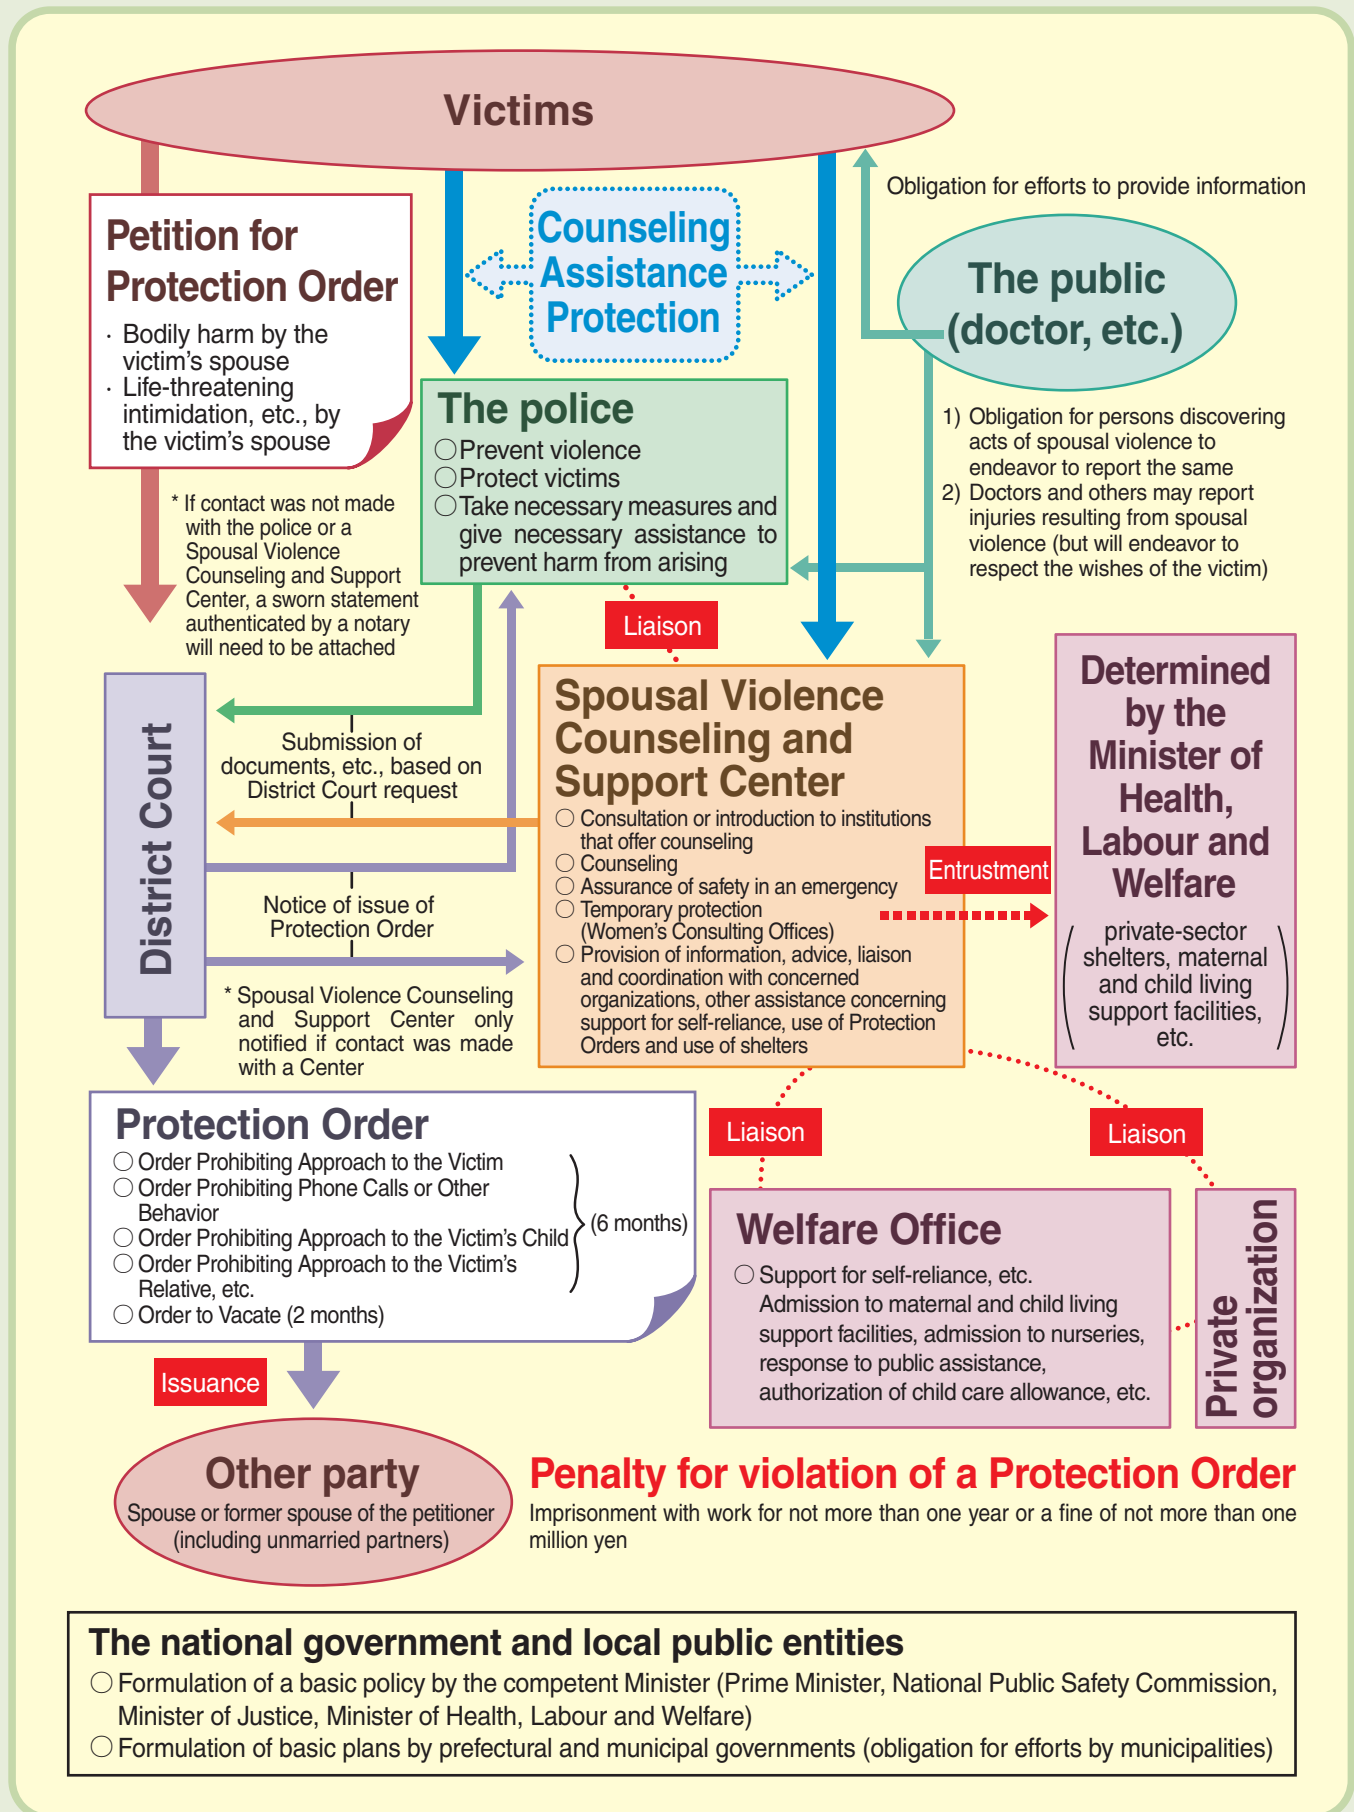 Victims
Obligation for efforts to provide information
Petition for
Protection Order
· Bodily harm by the
victim's spouse
· Life-threatening
intimidation, etc., by
the victim's spouse
Counseling
Assistance
Protection
The public
(doctor, etc.)
The police
○Prevent violence
○Protect victims
○Take necessary measures and
give necessary assistance to
prevent harm from arising
1) Obligation for persons discovering
acts of spousal violence to
endeavor to report the same
2) Doctors and others may report
injuries resulting from spousal
violence (but will endeavor to
respect the wishes of the victim)
* If contact was not made
with the police or a
Spousal Violence
Counseling and Support
Center, a sworn statement
authenticated by a notary
will need to be attached
Liaison
District Court
Submission of
documents, etc., based on
District Court request
Notice of issue of
Protection Order
* Spousal Violence Counseling
and Support Center only
notified if contact was made
with a Center
Spousal Violence
Counseling and
Support Center
○ Consultation or introduction to institutions
that offer counseling
○ Counseling
○ Assurance of safety in an emergency
○ Temporary protection
(Women's Consulting Offices)
○ Provision of information, advice, liaison
and coordination with concerned
organizations, other assistance concerning
support for self-reliance, use of Protection
Orders and use of shelters
Entrustment
Determined
by the
Minister of
Health,
Labour and
Welfare
(private-sector
shelters, maternal
and child living
support facilities,
etc.)
Protection Order
○ Order Prohibiting Approach to the Victim
○ Order Prohibiting Phone Calls or Other
Behavior
○ Order Prohibiting Approach to the Victim's Child
○ Order Prohibiting Approach to the Victim's
Relative, etc.
(6 months)
○ Order to Vacate (2 months)
Liaison
Liaison
Welfare Office
○ Support for self-reliance, etc.
Admission to maternal and child living
support facilities, admission to nurseries,
response to public assistance,
authorization of child care allowance, etc.
Private
organization
Issuance
Other party
Spouse or former spouse of the petitioner
(including unmarried partners)
Penalty for violation of a Protection Order
Imprisonment with work for not more than one year or a fine of not more than one
million yen
The national government and local public entities
○ Formulation of a basic policy by the competent Minister (Prime Minister, National Public Safety Commission,
Minister of Justice, Minister of Health, Labour and Welfare)
○ Formulation of basic plans by prefectural and municipal governments (obligation for efforts by municipalities)